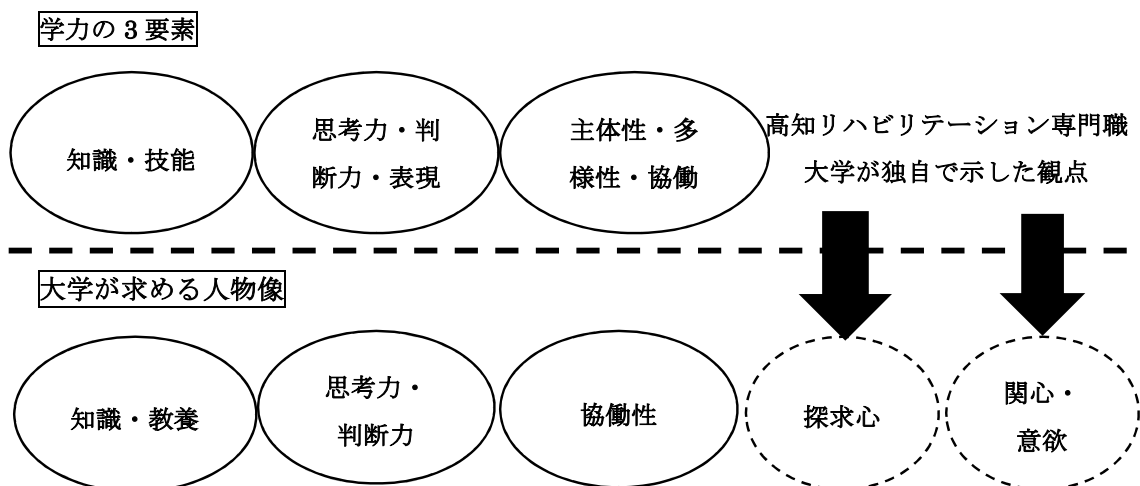 学力の3要素
知識・技能
思考力・判
断力・表現
主体性・多
様性・協働
高知リハビリテーション専門職
大学が独自で示した観点
大学が求める人物像
知識・教養
思考力・
判断力
協働性
探求心
関心・
意欲